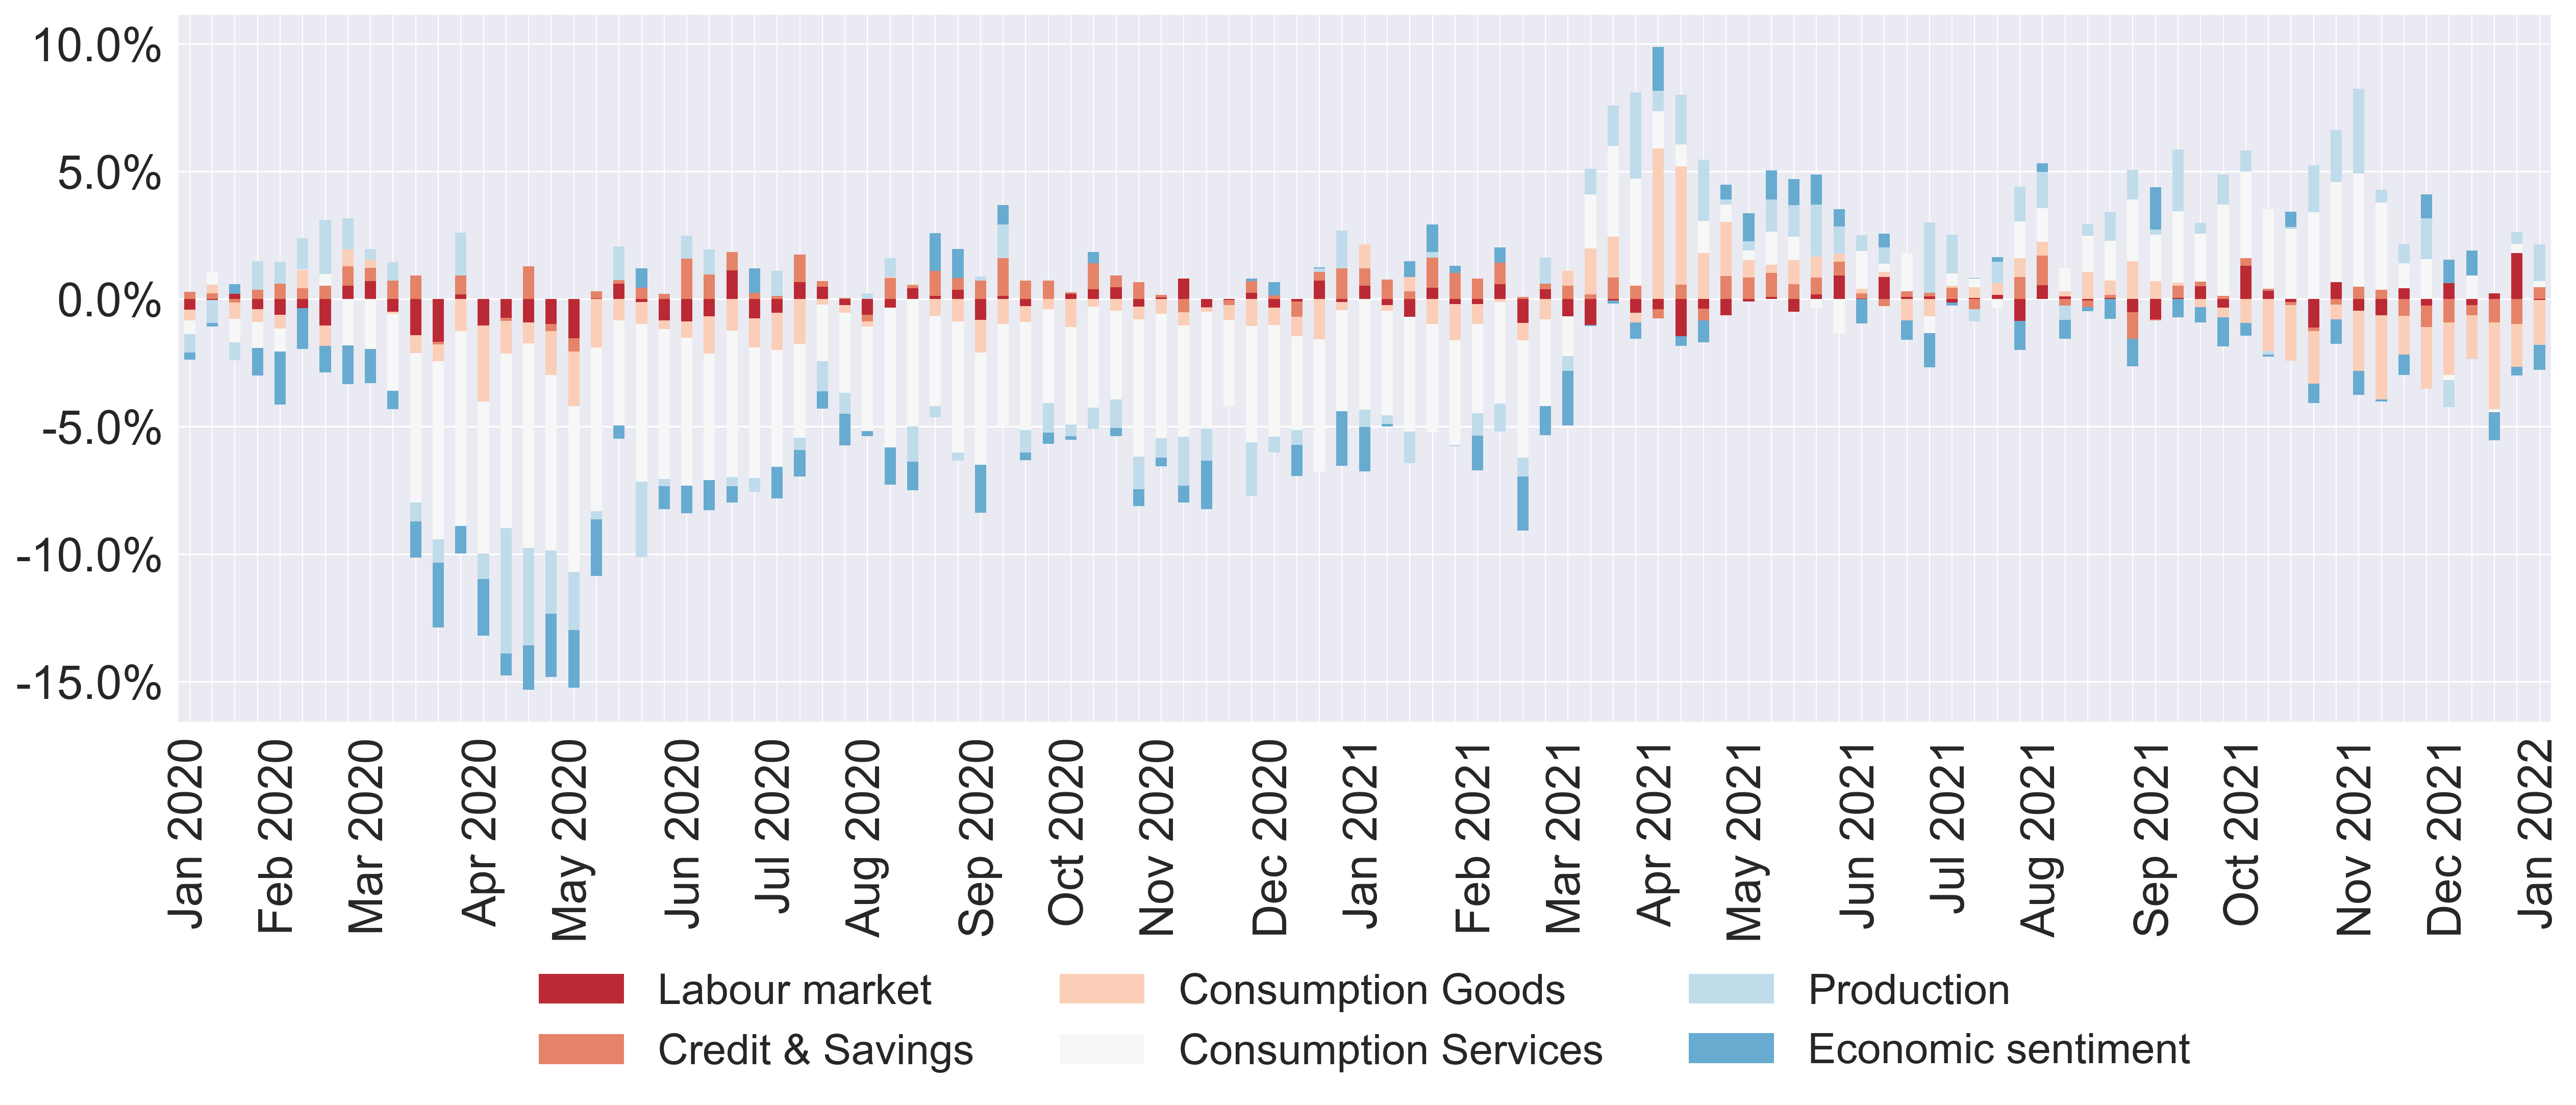 10.0%
5.0%
0.0%
-5.0%
-10.0%
-15.0%
Jan 2020
Feb 2020
Mar 2020
Apr 2020
May 2020
Jun 2020
Jul 2020
Aug 2020
Sep 2020
Oct 2020
Nov 2020
Dec 2020
Jan 2021
Feb 2021
Mar 2021
Apr 2021
May 2021
Jun 2021
Jul 2021
Aug 2021
Sep 2021
Oct 2021
Nov 2021
Dec 2021
Jan 2022
Labour market
Credit & Savings
Consumption Goods
Consumption Services
Production
Economic sentiment